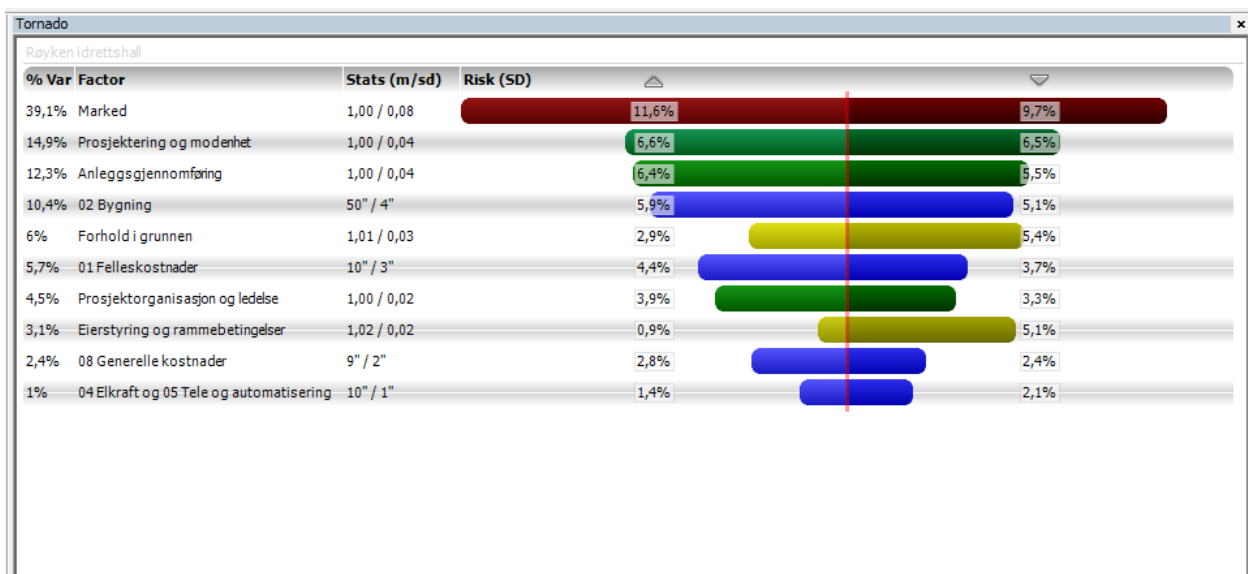 Tornado
Røyken idrettshall
% Var Factor Stats (m/sd) Risk (SD)
39,1% Marked 1,00 / 0,08 11,6% 9,7%
14,9% Prosjektering og modenhet 1,00 / 0,04 6,6% 6,5%
12,3% Anleggsgjennomføring 1,00 / 0,04 6,4% 5,5%
10,4% 02 Bygning 50" / 4" 5,9% 5,1%
6% Forhold i grunnen 1,01 / 0,03 2,9% 5,4%
5,7% 01 Felleskostnader 10" / 3" 4,4% 3,7%
4,5% Prosjektorganisasjon og ledelse 1,00 / 0,02 3,9% 3,3%
3,1% Eierstyring og rammebetingelser 1,02 / 0,02 0,9% 5,1%
2,4% 08 Generelle kostnader 9" / 2" 2,8% 2,4%
1% 04 Elkraft og 05 Tele og automatisering 10" / 1" 1,4% 2,1%